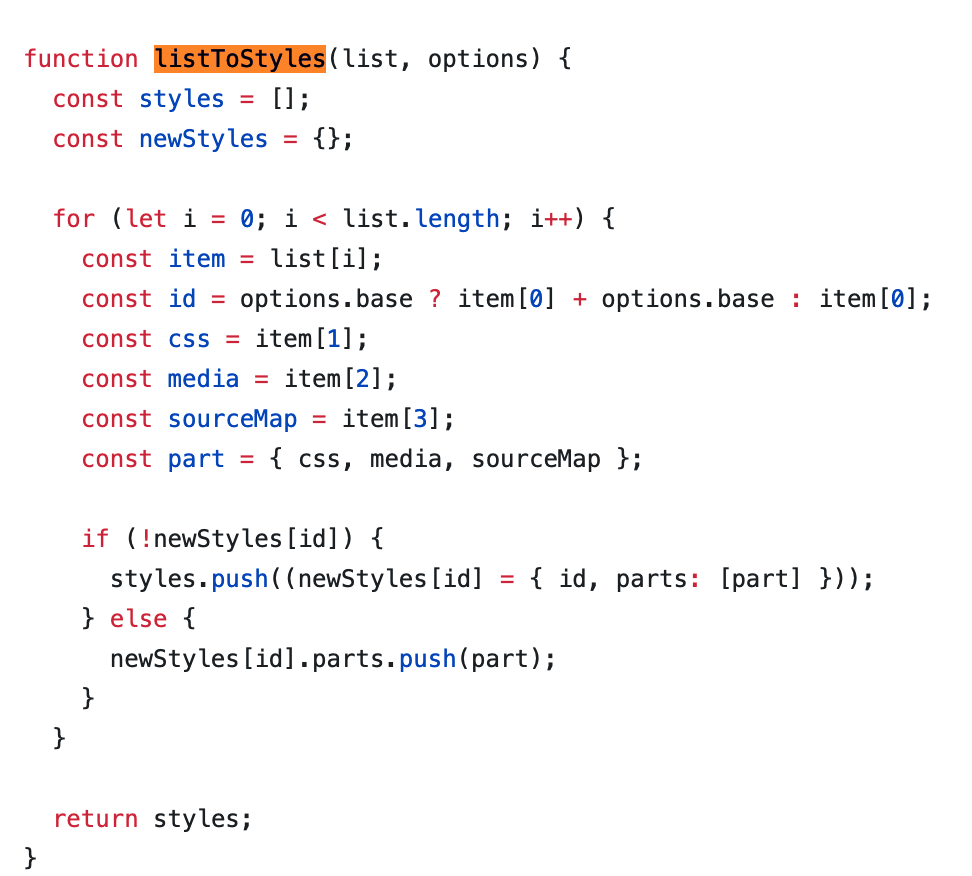 function listToStyles(list, options) {
  const styles = [];
  const newStyles = {};

  for (let i = 0; i < list.length; i++) {
    const item = list[i];
    const id = options.base ? item[0] + options.base : item[0];
    const css = item[1];
    const media = item[2];
    const sourceMap = item[3];
    const part = { css, media, sourceMap };

    if (!newStyles[id]) {
      styles.push((newStyles[id] = { id, parts: [part] }));
    } else {
      newStyles[id].parts.push(part);
    }
  }

  return styles;
}